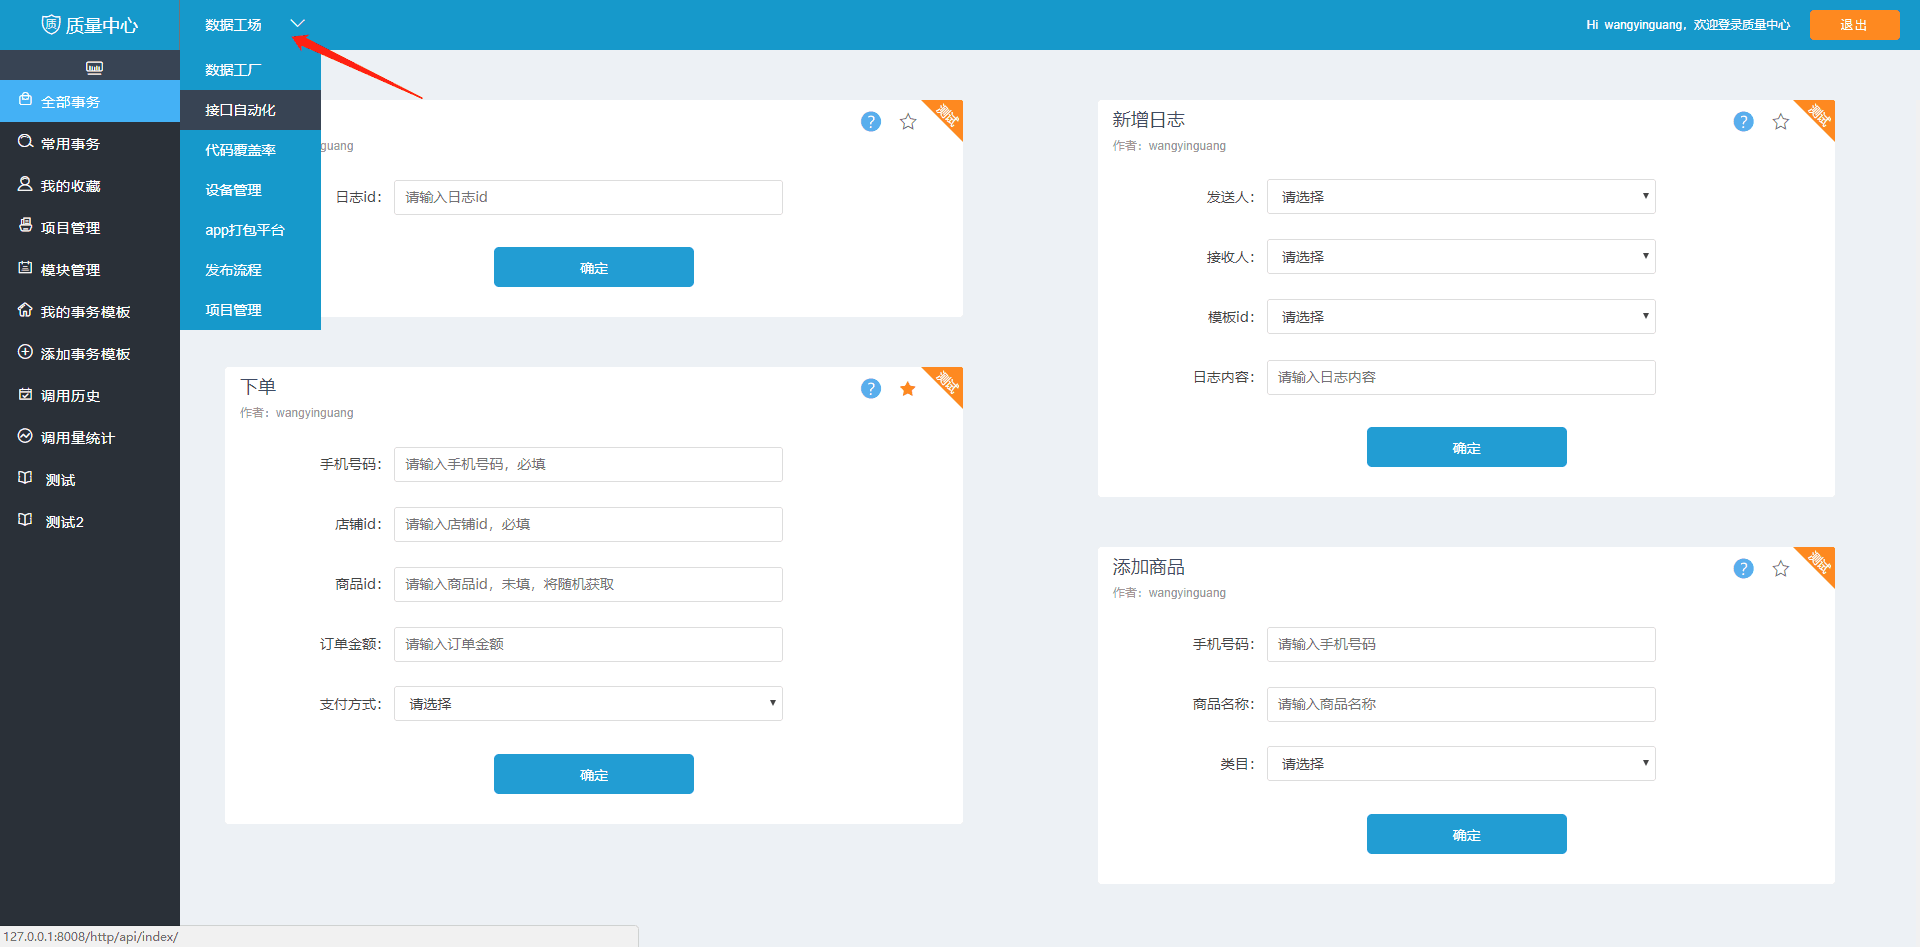 质 质量中心
数据工场
Hi wangyinguang，欢迎登录质量中心
退出
全部事务
常用事务
我的收藏
项目管理
模块管理
我的事务模板
添加事务模板
调用历史
调用量统计
测试
测试2
数据工厂
接口自动化
代码覆盖率
设备管理
app打包平台
发布流程
项目管理
guang
?
测试
日志id：
请输入日志id
确定
下单
?
测试
作者：wangyinguang
手机号码：
请输入手机号码，必填
店铺id：
请输入店铺id，必填
商品id：
请输入商品id，未填，将随机获取
订单金额：
请输入订单金额
支付方式：
请选择
确定
新增日志
?
测试
作者：wangyinguang
发送人：
请选择
接收人：
请选择
模板id：
请选择
日志内容：
请输入日志内容
确定
添加商品
?
测试
作者：wangyinguang
手机号码：
请输入手机号码
商品名称：
请输入商品名称
类目：
请选择
确定
127.0.0.1:8008/http/api/index/